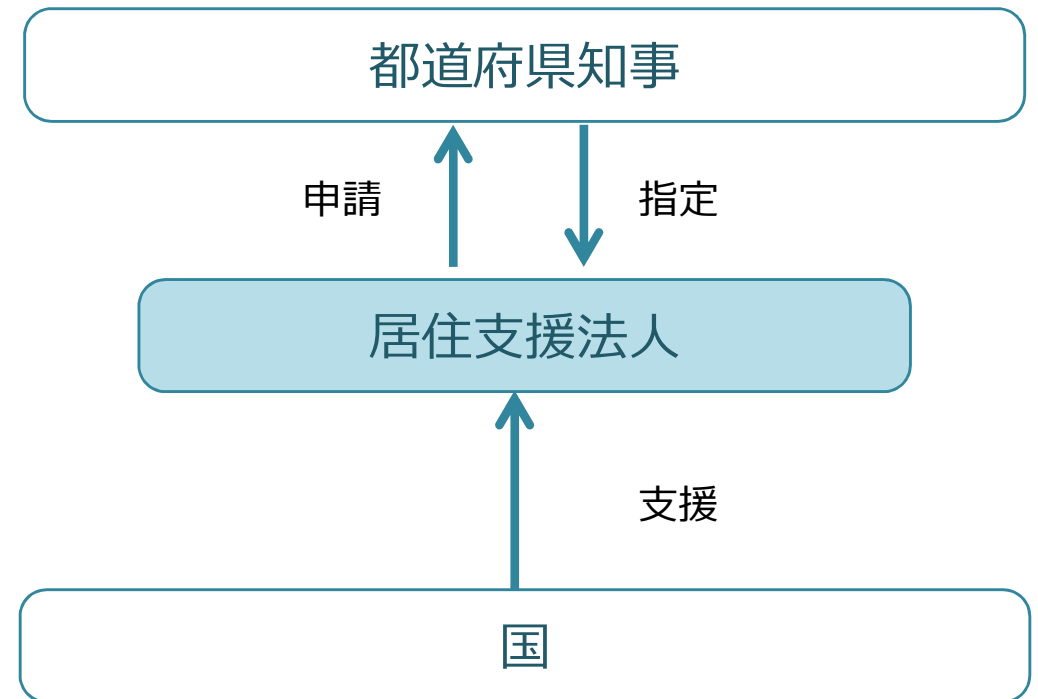 都道府県知事
申請
指定
居住支援法人
支援
国